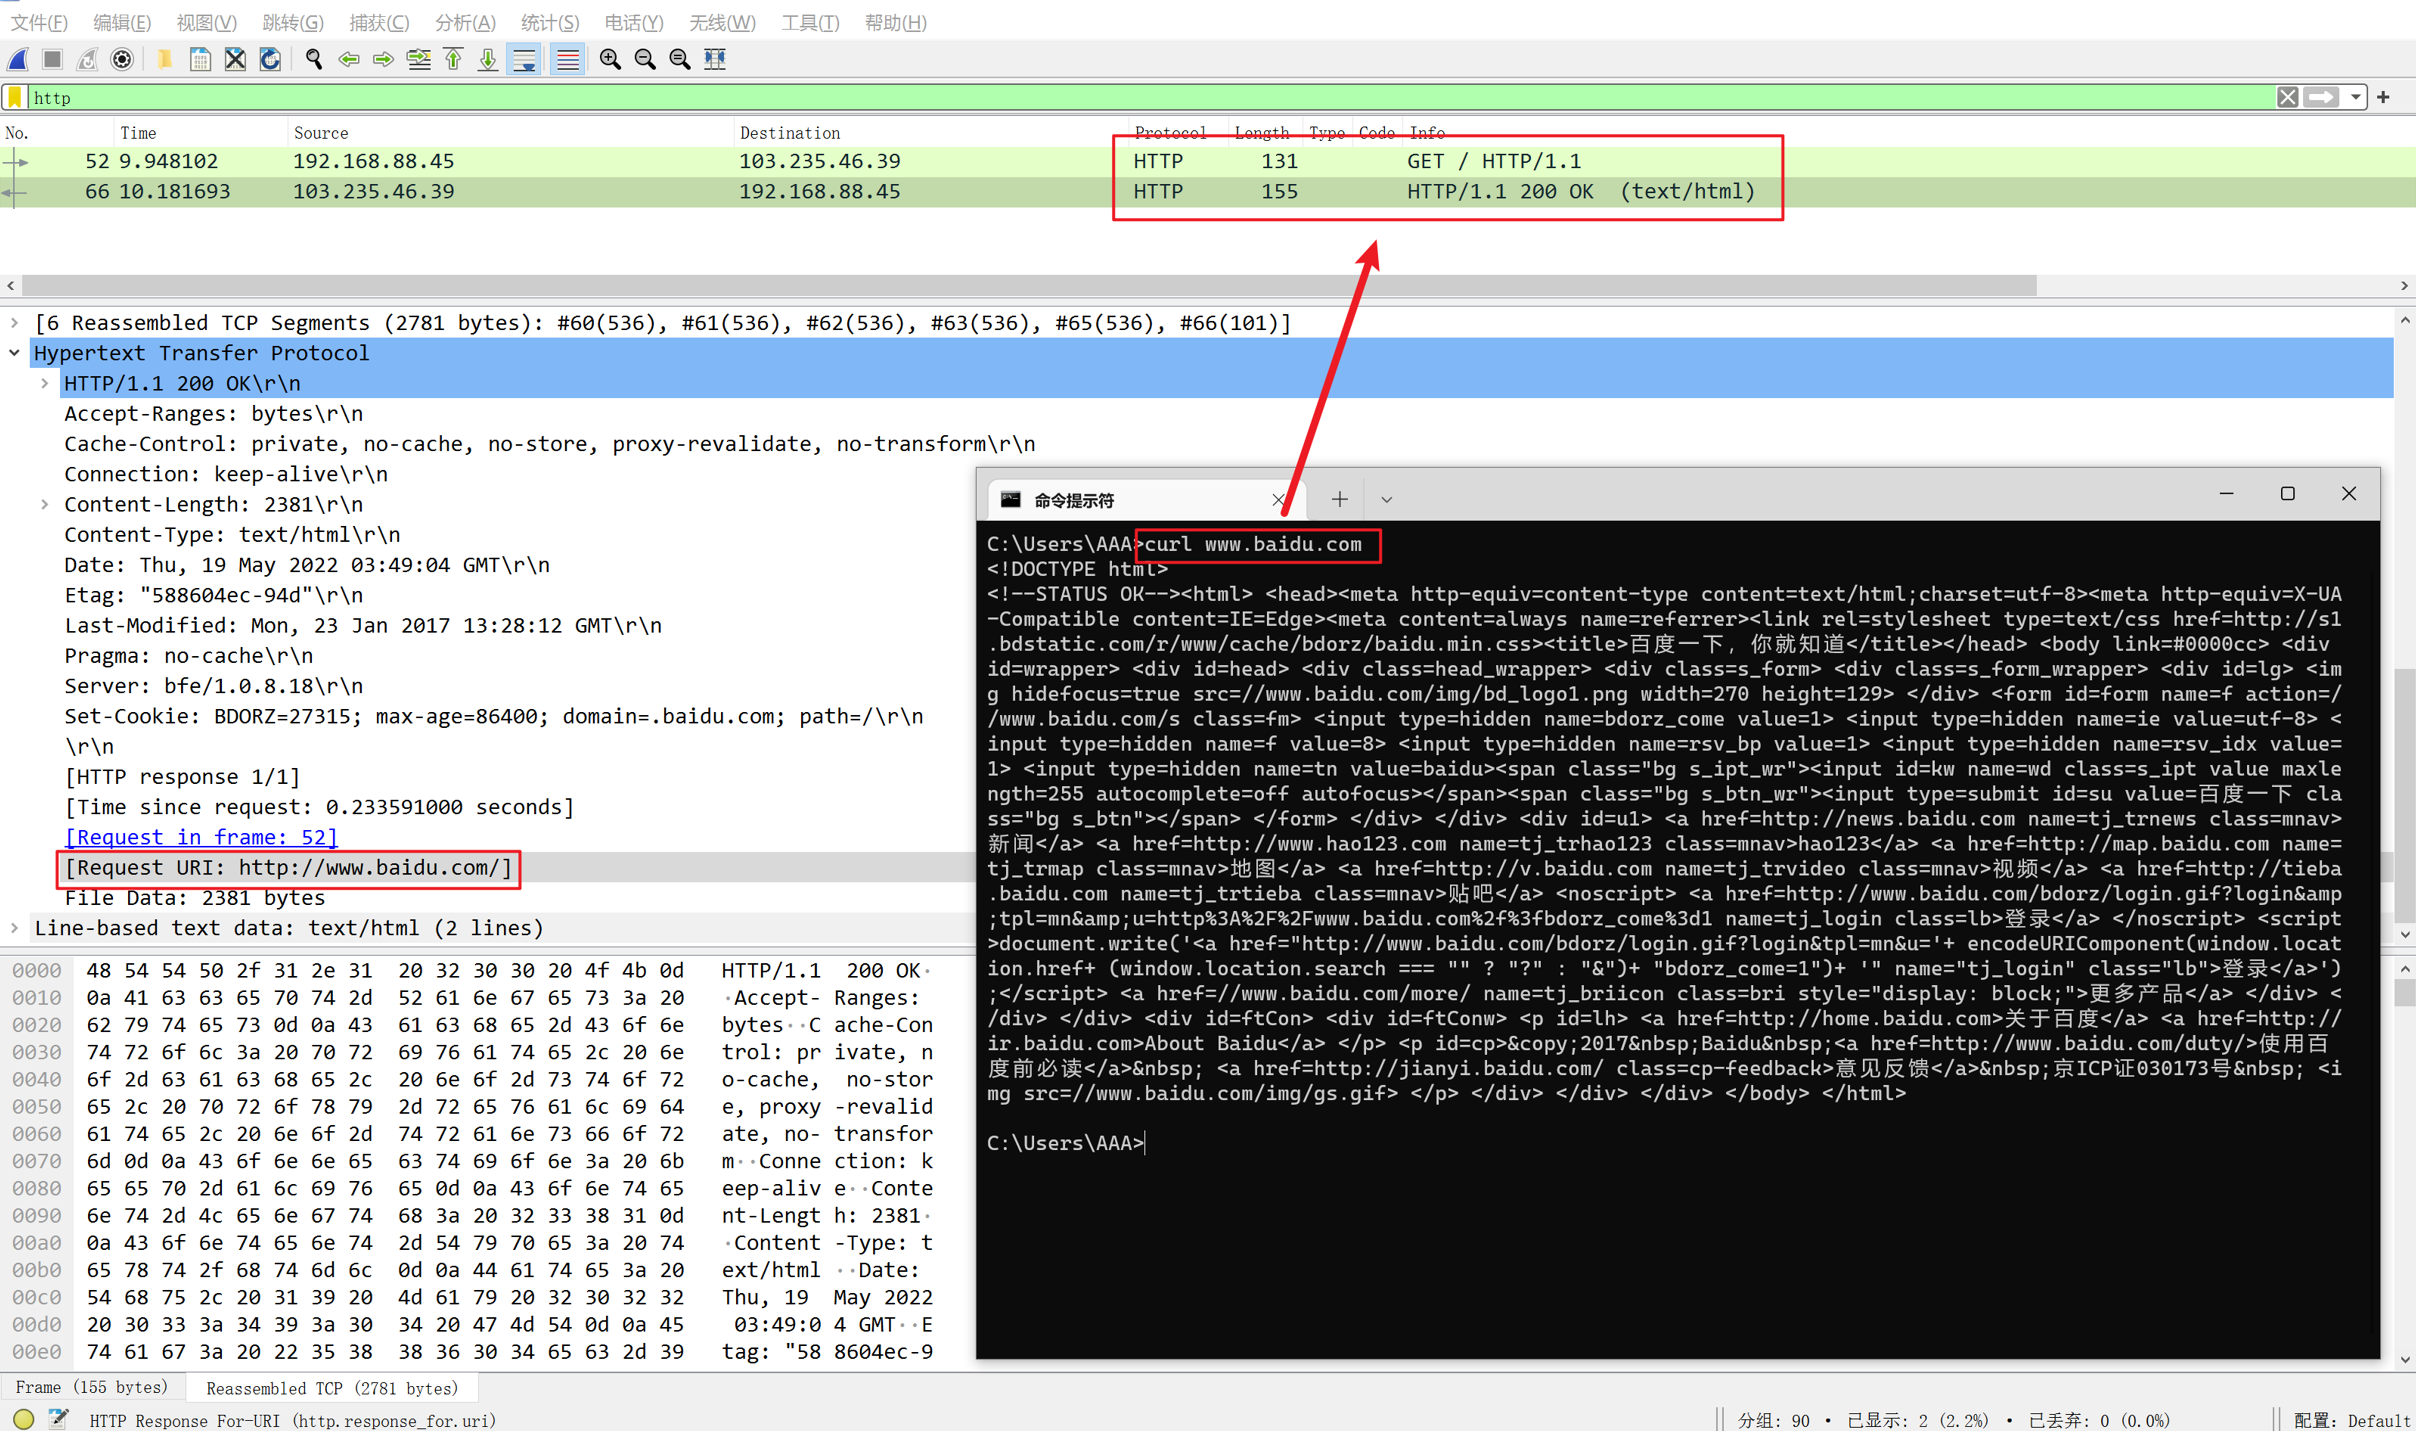 文件(F) 编辑(E) 视图(V) 跳转(G) 捕获(C) 分析(A) 统计(S) 电话(Y) 无线(W) 工具(T) 帮助(H)
http
No. Time Source Destination Protocol Length Type Code Info
52 9.948102 192.168.88.45 103.235.46.39 HTTP 131 GET / HTTP/1.1
66 10.181693 103.235.46.39 192.168.88.45 HTTP 155 HTTP/1.1 200 OK (text/html)
[6 Reassembled TCP Segments (2781 bytes): #60(536), #61(536), #62(536), #63(536), #65(536), #66(101)]
Hypertext Transfer Protocol
HTTP/1.1 200 OK\r\n
Accept-Ranges: bytes\r\n
Cache-Control: private, no-cache, no-store, proxy-revalidate, no-transform\r\n
Connection: keep-alive\r\n
Content-Length: 2381\r\n
Content-Type: text/html\r\n
Date: Thu, 19 May 2022 03:49:04 GMT\r\n
Etag: "588604ec-94d"\r\n
Last-Modified: Mon, 23 Jan 2017 13:28:12 GMT\r\n
Pragma: no-cache\r\n
Server: bfe/1.0.8.18\r\n
Set-Cookie: BDORZ=27315; max-age=86400; domain=.baidu.com; path=/\r\n
\r\n
[HTTP response 1/1]
[Time since request: 0.233591000 seconds]
[Request in frame: 52]
[Request URI: http://www.baidu.com/]
File Data: 2381 bytes
Line-based text data: text/html (2 lines)
命令提示符
C:\Users\AAA>curl www.baidu.com
<!DOCTYPE html>
<!--STATUS OK--><html> <head><meta http-equiv=content-type content=text/html;charset=utf-8><meta http-equiv=X-UA
-Compatible content=IE=Edge><meta content=always name=referrer><link rel=stylesheet type=text/css href=http://s1
.bdstatic.com/r/www/cache/bdorz/baidu.min.css><title>百度一下，你就知道</title></head> <body link=#0000cc> <div
id=wrapper> <div id=head> <div class=head_wrapper> <div class=s_form> <div class=s_form_wrapper> <div id=lg> <im
g hidefocus=true src=//www.baidu.com/img/bd_logo1.png width=270 height=129> </div> <form id=form name=f action=/
/www.baidu.com/s class=fm> <input type=hidden name=bdorz_come value=1> <input type=hidden name=ie value=utf-8> <
input type=hidden name=f value=8> <input type=hidden name=rsv_bp value=1> <input type=hidden name=rsv_idx value=
1> <input type=hidden name=tn value=baidu><span class="bg s_ipt_wr"><input id=kw name=wd class=s_ipt value maxle
ngth=255 autocomplete=off autofocus></span><span class="bg s_btn_wr"><input type=submit id=su value=百度一下 cla
ss="bg s_btn"></span> </form> </div> </div> <div id=u1> <a href=http://news.baidu.com name=tj_trnews class=mnav>
新闻</a> <a href=http://www.hao123.com name=tj_trhao123 class=mnav>hao123</a> <a href=http://map.baidu.com name=
tj_trmap class=mnav>地图</a> <a href=http://v.baidu.com name=tj_trvideo class=mnav>视频</a> <a href=http://tieba
.baidu.com name=tj_trtieba class=mnav>贴吧</a> <noscript> <a href=http://www.baidu.com/bdorz/login.gif?login&amp
;tpl=mn&amp;u=http%3A%2F%2Fwww.baidu.com%2f%3fbdorz_come%3d1 name=tj_login class=lb>登录</a> </noscript> <script
>document.write('<a href="http://www.baidu.com/bdorz/login.gif?login&tpl=mn&u='+ encodeURIComponent(window.locat
ion.href+ (window.location.search === "" ? "?" : "&")+ "bdorz_come=1")+ '" name="tj_login" class="lb">登录</a>')
;</script> <a href=//www.baidu.com/more/ name=tj_briicon class=bri style="display: block;">更多产品</a> </div> <
/div> </div> <div id=ftCon> <div id=ftConw> <p id=lh> <a href=http://home.baidu.com>关于百度</a> <a href=http://
ir.baidu.com>About Baidu</a> </p> <p id=cp>&copy;2017&nbsp;Baidu&nbsp;<a href=http://www.baidu.com/duty/>使用百
度前必读</a>&nbsp; <a href=http://jianyi.baidu.com/ class=cp-feedback>意见反馈</a>&nbsp;京ICP证030173号&nbsp; <i
mg src=//www.baidu.com/img/gs.gif> </p> </div> </div> </div> </body> </html>
C:\Users\AAA>
0000 48 54 54 50 2f 31 2e 31 20 32 30 30 20 4f 4b 0d HTTP/1.1 200 OK·
0010 0a 41 63 63 65 70 74 2d 52 61 6e 67 65 73 3a 20 ·Accept- Ranges:
0020 62 79 74 65 73 0d 0a 43 61 63 68 65 2d 43 6f 6e bytes··C ache-Con
0030 74 72 6f 6c 3a 20 70 72 69 76 61 74 65 2c 20 6e trol: pr ivate, n
0040 6f 2d 63 61 63 68 65 2c 20 6e 6f 2d 73 74 6f 72 o-cache, no-stor
0050 65 2c 20 70 72 6f 78 79 2d 72 65 76 61 6c 69 64 e, proxy -revalid
0060 61 74 65 2c 20 6e 6f 2d 74 72 61 6e 73 66 6f 72 ate, no- transfor
0070 6d 0d 0a 43 6f 6e 6e 65 63 74 69 6f 6e 3a 20 6b m··Conne ction: k
0080 65 65 70 2d 61 6c 69 76 65 0d 0a 43 6f 6e 74 65 eep-aliv e··Conte
0090 6e 74 2d 4c 65 6e 67 74 68 3a 20 32 33 38 31 0d nt-Lengt h: 2381·
00a0 0a 43 6f 6e 74 65 6e 74 2d 54 79 70 65 3a 20 74 ·Content -Type: t
00b0 65 78 74 2f 68 74 6d 6c 0d 0a 44 61 74 65 3a 20 ext/html ··Date:
00c0 54 68 75 2c 20 31 39 20 4d 61 79 20 32 30 32 32 Thu, 19 May 2022
00d0 20 30 33 3a 34 39 3a 30 34 20 47 4d 54 0d 0a 45 03:49:0 4 GMT··E
00e0 74 61 67 3a 20 22 35 38 38 36 30 34 65 63 2d 39 tag: "58 8604ec-9
Frame (155 bytes) Reassembled TCP (2781 bytes)
HTTP Response For-URI (http.response_for.uri) 分组: 90 · 已显示: 2 (2.2%) · 已丢弃: 0 (0.0%) 配置: Default